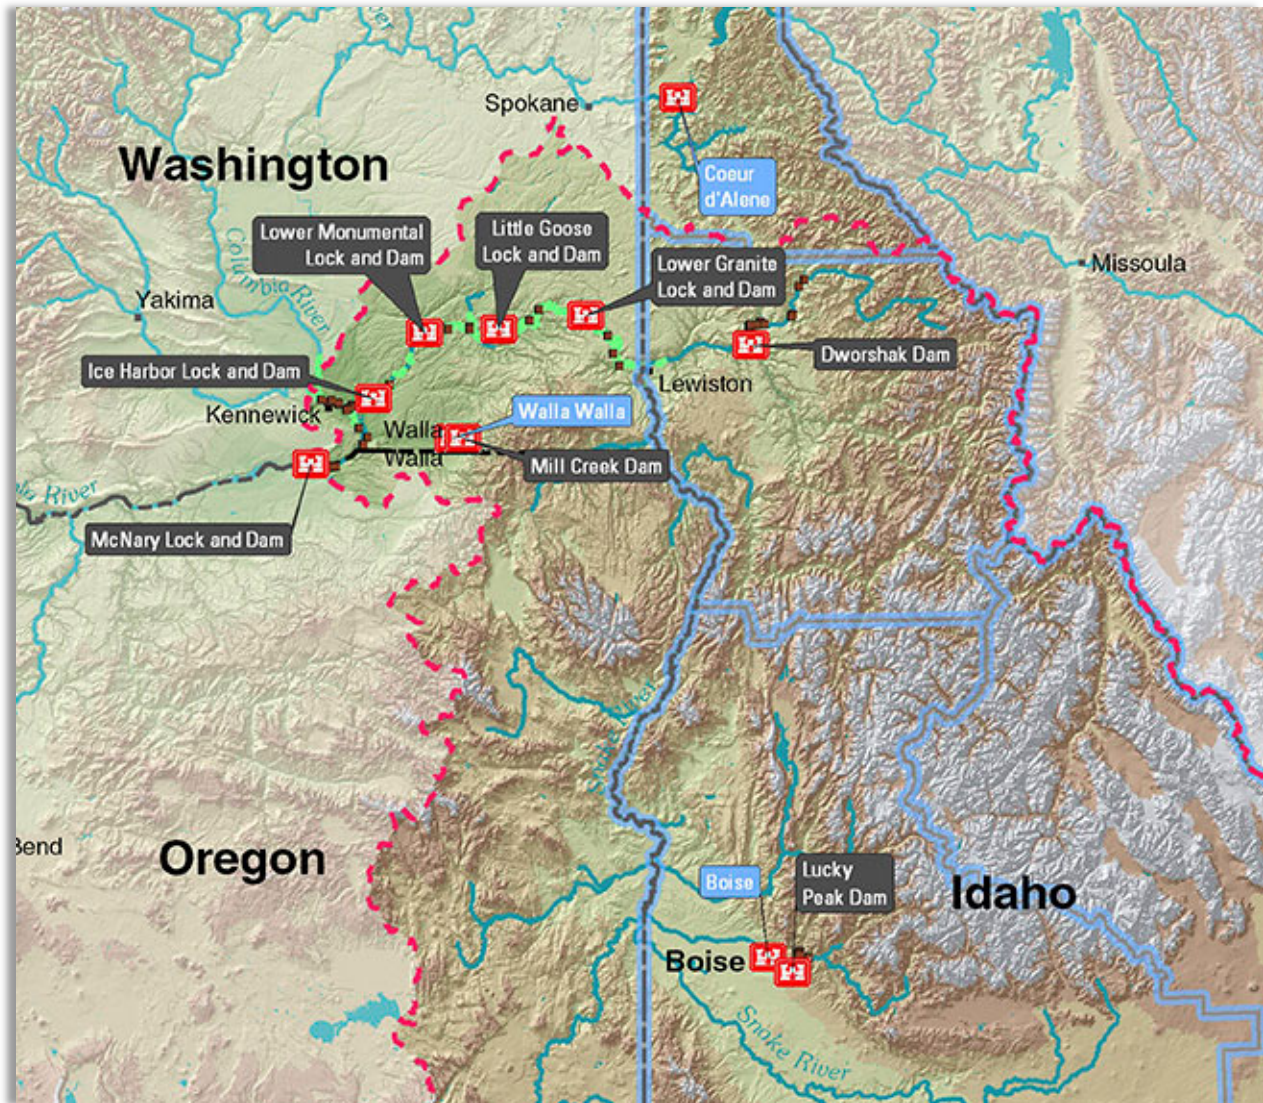 Spokane
Washington
Coeur
d'Alene
Lower Monumental
Lock and Dam
Little Goose
Lock and Dam
Lower Granite
Lock and Dam
Columbia River
Missoula
Yakima
Ice Harbor Lock and Dam
Dworshak Dam
Lewiston
Kennewick
Walla Walla
Walla
Walla
Mill Creek Dam
River
McNary Lock and Dam
Snake River
Bend
Oregon
Boise
Lucky
Peak Dam
Idaho
Boise
Snake River